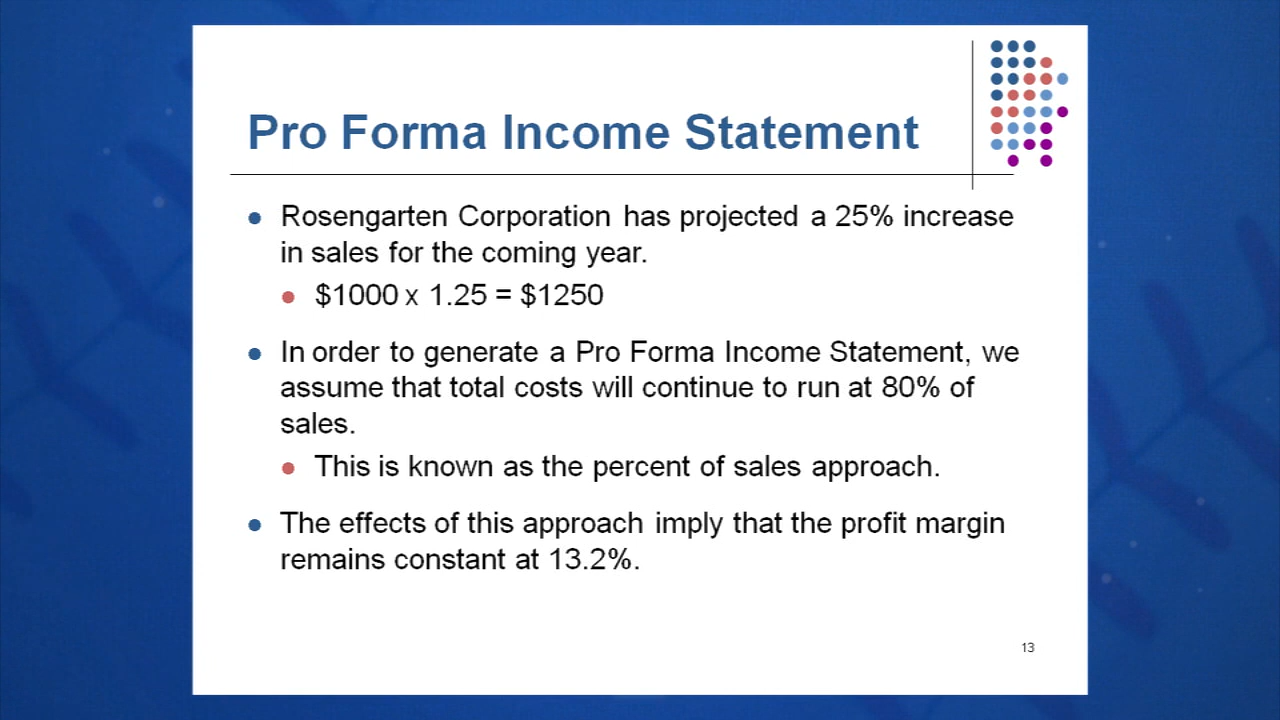 Pro Forma Income Statement
• Rosengarten Corporation has projected a 25% increase
in sales for the coming year.
• $1000 x 1.25 = $1250
• In order to generate a Pro Forma Income Statement, we
assume that total costs will continue to run at 80% of
sales.
• This is known as the percent of sales approach.
• The effects of this approach imply that the profit margin
remains constant at 13.2%.
13